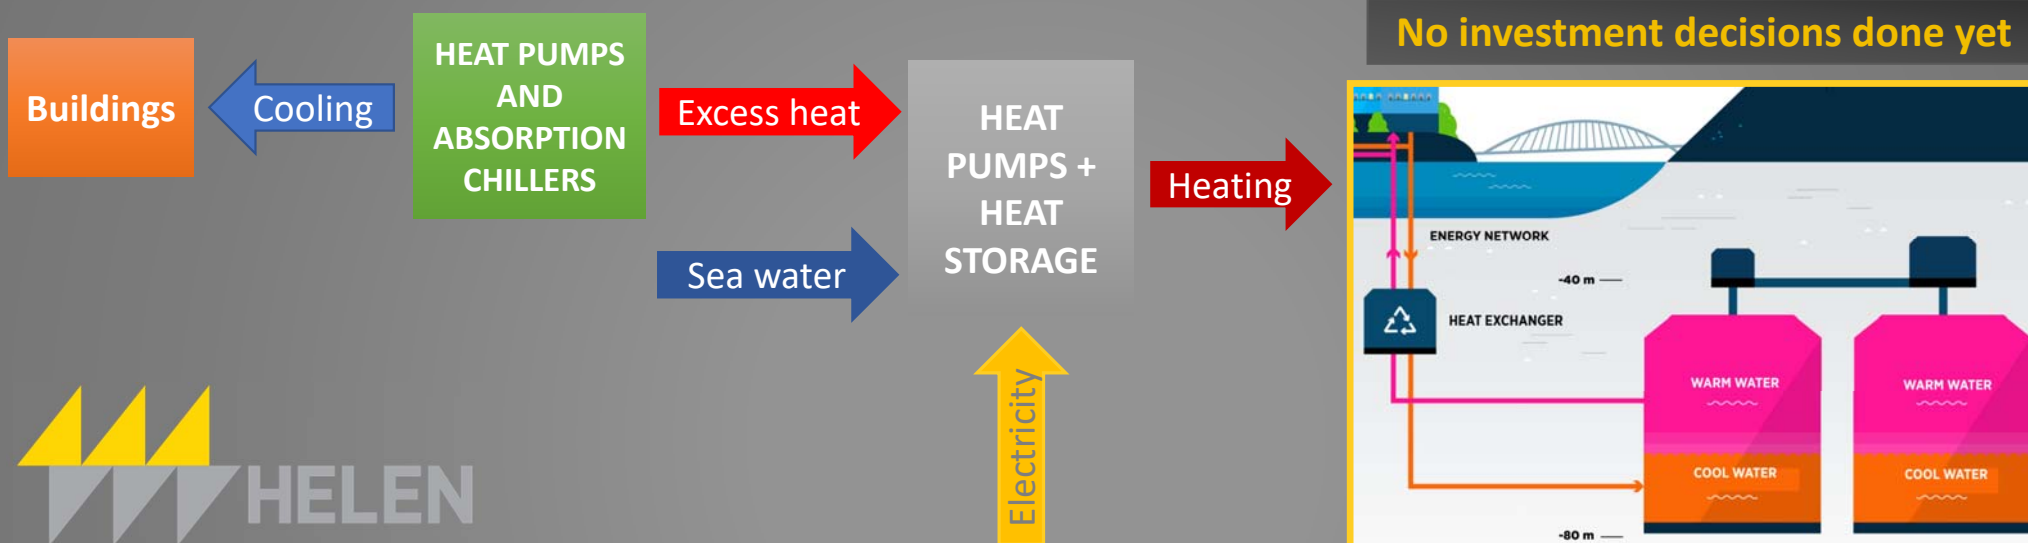 No investment decisions done yet
Buildings
Cooling
HEAT PUMPS
AND
ABSORPTION
CHILLERS
Excess heat
Sea water
HEAT
PUMPS +
HEAT
STORAGE
Electricity
Heating
ENERGY NETWORK
-40 m
HEAT EXCHANGER
WARM WATER
WARM WATER
COOL WATER
COOL WATER
-80 m
HELEN